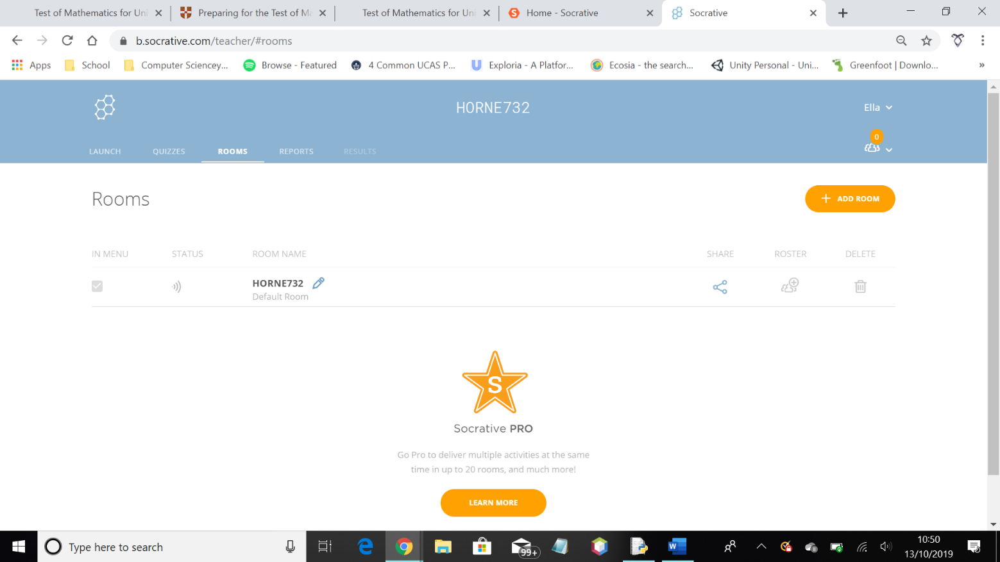 Test of Mathematics for Uni
Preparing for the Test of Ma
Test of Mathematics for Uni
Home - Socrative
Socrative
b.socrative.com/teacher/#rooms
Apps
School
Computer Sciencey...
Browse - Featured
4 Common UCAS P...
Exploria - A Platfor...
Ecosia - the search...
Unity Personal - Uni...
Greenfoot | Downlo...
»
HORNE732
Ella
0
LAUNCH
QUIZZES
ROOMS
REPORTS
RESULTS
Rooms
ADD ROOM
IN MENU
STATUS
ROOM NAME
SHARE
ROSTER
DELETE
HORNE732
Default Room
S
Socrative PRO
Go Pro to deliver multiple activities at the same
time in up to 20 rooms, and much more!
LEARN MORE
Type here to search
99+
10:50
13/10/2019